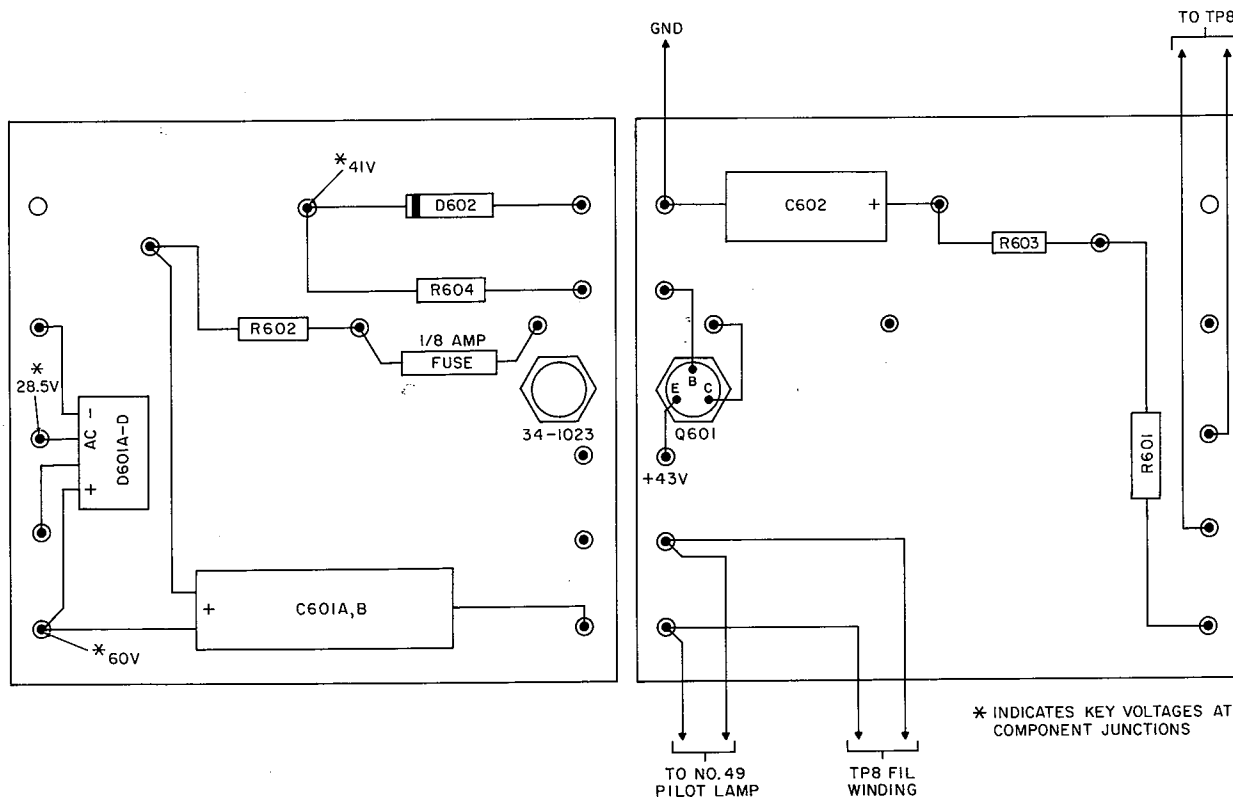 GND
TO TP8
* 41V
D602
C602 +
R603
R604
R602
1/8 AMP
FUSE
*
28.5V
- AC +
D601A-D
34-1023
E B C
Q601
+43V
R601
+ C601A,B
* 60V
* INDICATES KEY VOLTAGES AT
COMPONENT JUNCTIONS
TO NO. 49
PILOT LAMP
TP8 FIL
WINDING